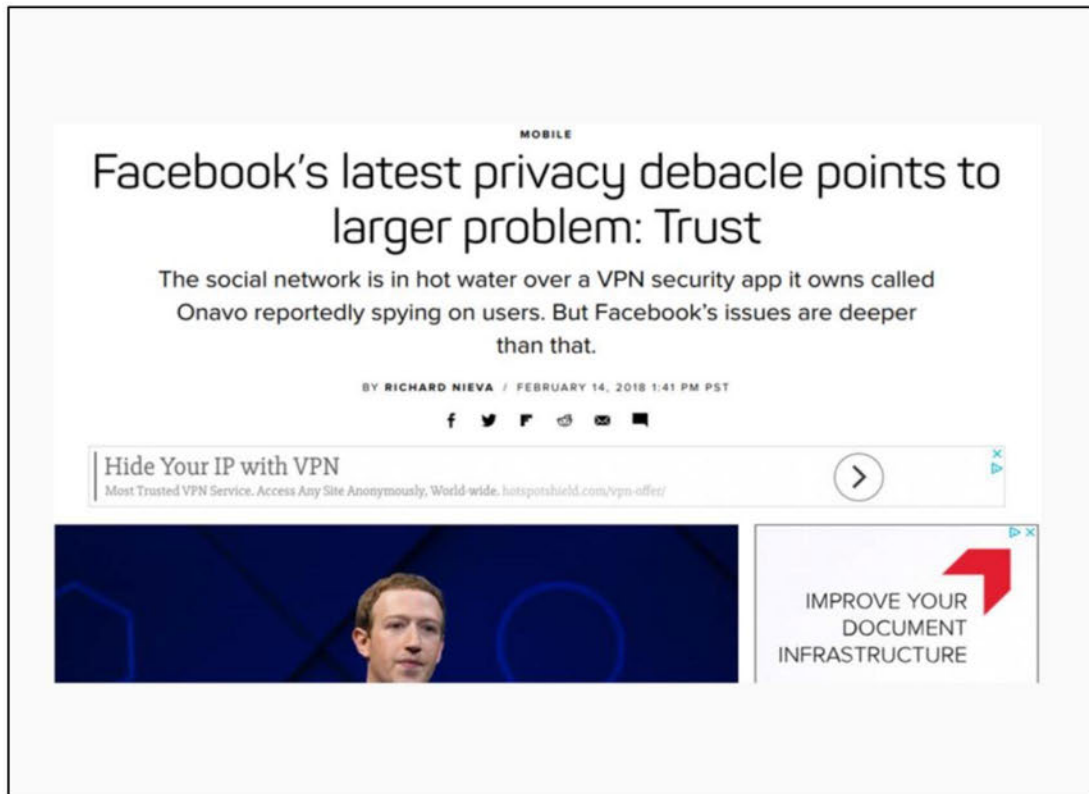 MOBILE
Facebook's latest privacy debacle points to
larger problem: Trust
The social network is in hot water over a VPN security app it owns called
Onavo reportedly spying on users. But Facebook's issues are deeper
than that.
BY RICHARD NIEVA / FEBRUARY 14, 2018 1:41 PM PST
Hide Your IP with VPN
Most Trusted VPN Service. Access Any Site Anonymously, World-wide. hotspotshield.com/vpn-offer/
IMPROVE YOUR
DOCUMENT
INFRASTRUCTURE